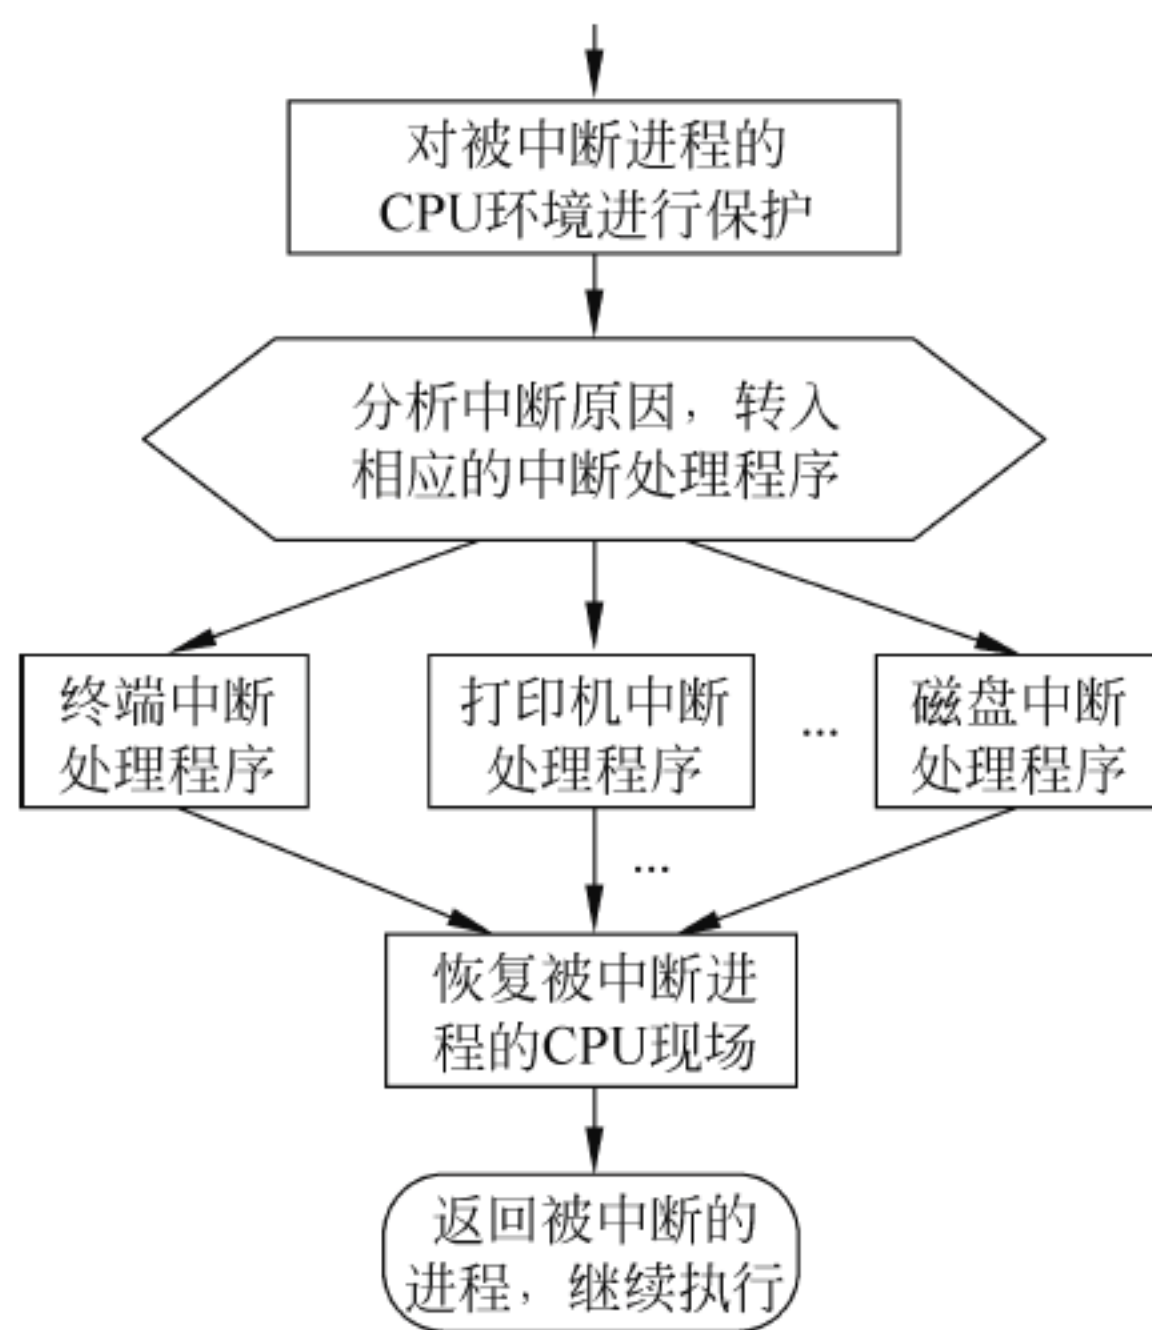 对被中断进程的
CPU环境进行保护
分析中断原因，转入
相应的中断处理程序
终端中断
处理程序
打印机中断
处理程序
...
磁盘中断
处理程序
...
恢复被中断进
程的CPU现场
返回被中断的
进程，继续执行